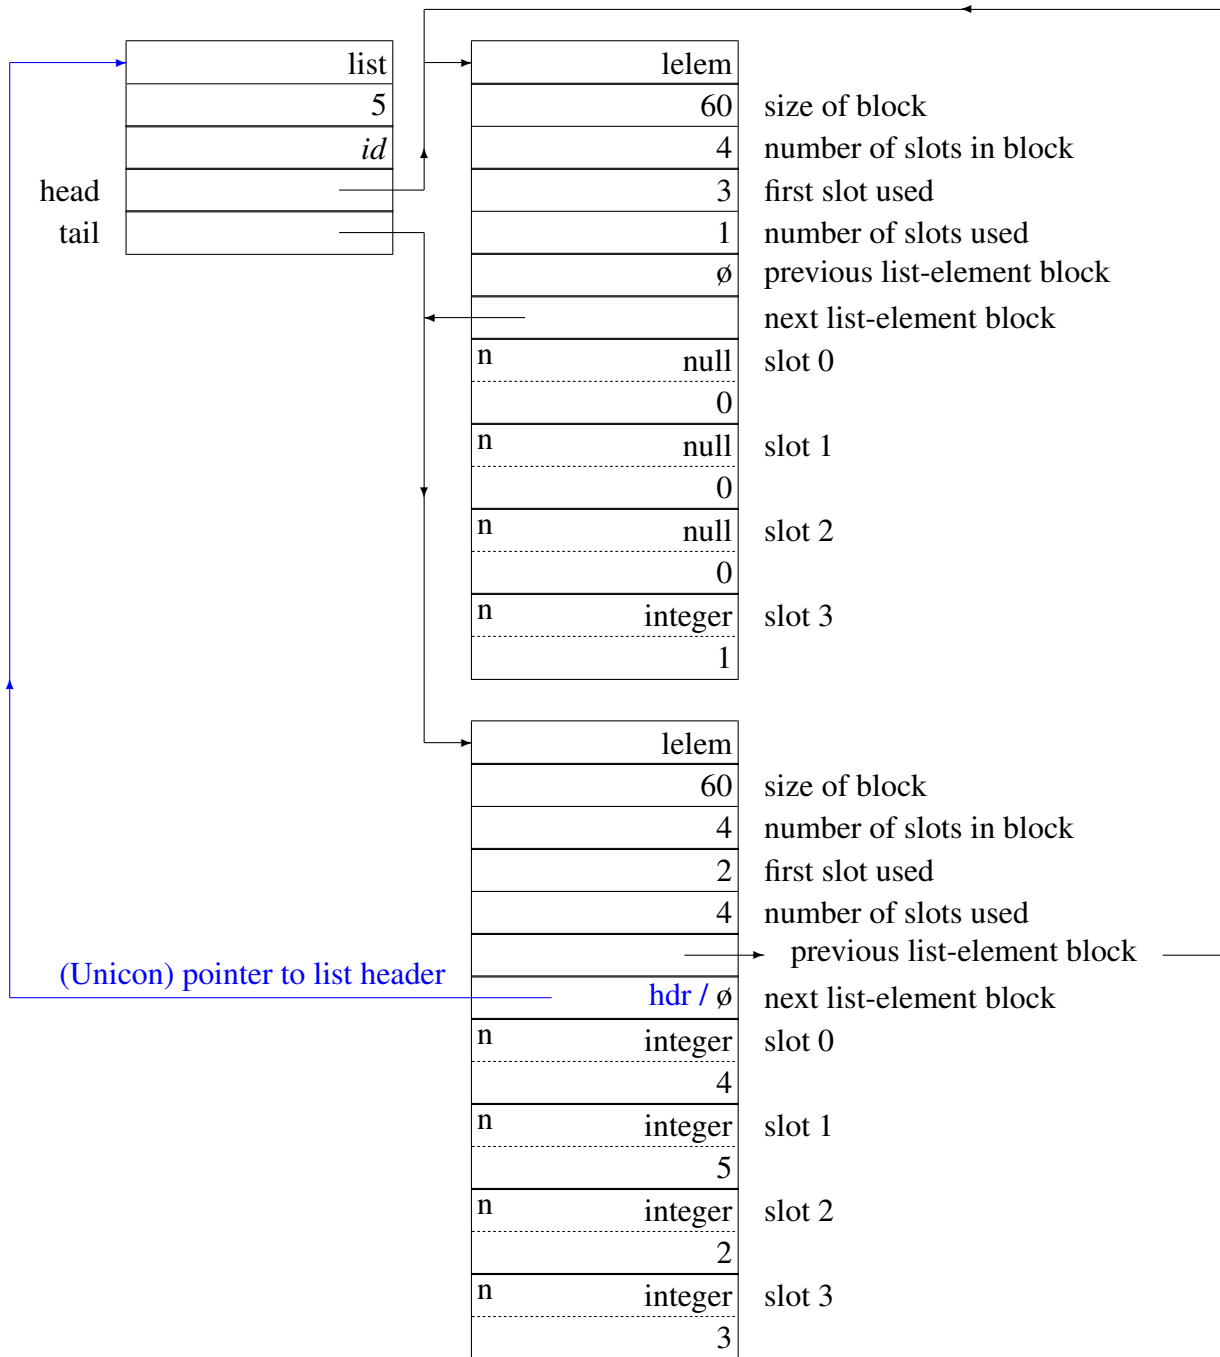 list
5
id
head
tail
lelem
60 size of block
4 number of slots in block
3 first slot used
1 number of slots used
ø previous list-element block
next list-element block
n null slot 0
0
n null slot 1
0
n null slot 2
0
n integer slot 3
1
lelem
60 size of block
4 number of slots in block
2 first slot used
4 number of slots used
previous list-element block
(Unicon) pointer to list header
hdr / ø next list-element block
n integer slot 0
4
n integer slot 1
5
n integer slot 2
2
n integer slot 3
3